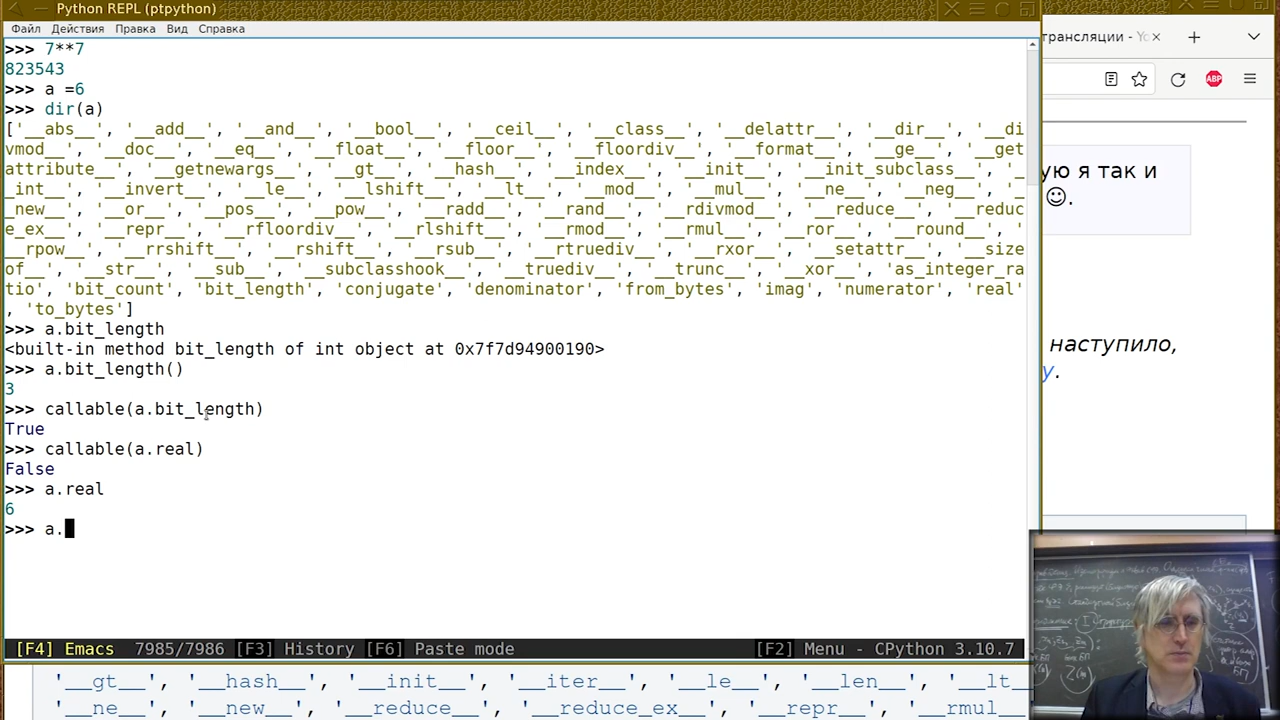 Python REPL (ptpython)
Файл Действия Правка Вид Справка
>>> 7**7
823543
>>> a =6
>>> dir(a)
['__abs__', '__add__', '__and__', '__bool__', '__ceil__', '__class__', '__delattr__', '__dir__', '__di
vmod__', '__doc__', '__eq__', '__float__', '__floor__', '__floordiv__', '__format__', '__ge__', '__get
attribute__', '__getnewargs__', '__gt__', '__hash__', '__index__', '__init__', '__init_subclass__', '_
_int__', '__invert__', '__le__', '__lshift__', '__lt__', '__mod__', '__mul__', '__ne__', '__neg__', '_
_new__', '__or__', '__pos__', '__pow__', '__radd__', '__rand__', '__rdivmod__', '__reduce__', '__reduc
e_ex__', '__repr__', '__rfloordiv__', '__rlshift__', '__rmod__', '__rmul__', '__ror__', '__round__', '
__rpow__', '__rrshift__', '__rshift__', '__rsub__', '__rtruediv__', '__rxor__', '__setattr__', '__size
of__', '__str__', '__sub__', '__subclasshook__', '__truediv__', '__trunc__', '__xor__', 'as_integer_ra
tio', 'bit_count', 'bit_length', 'conjugate', 'denominator', 'from_bytes', 'imag', 'numerator', 'real'
, 'to_bytes']
>>> a.bit_length
<built-in method bit_length of int object at 0x7f7d94900190>
>>> a.bit_length()
3
>>> callable(a.bit_length)
True
>>> callable(a.real)
False
>>> a.real
6
>>> a.
[F4] Emacs 7985/7986 [F3] History [F6] Paste mode [F2] Menu - CPython 3.10.7
'__gt__', '__hash__', '__init__', '__iter__', '__le__', '__len__', '__lt__
'__ne__', '__new__', '__reduce__', '__reduce_ex__', '__repr__', '__rmul__
трансляции - Yo
ABP
ую я так и
☺.
наступило,
у.